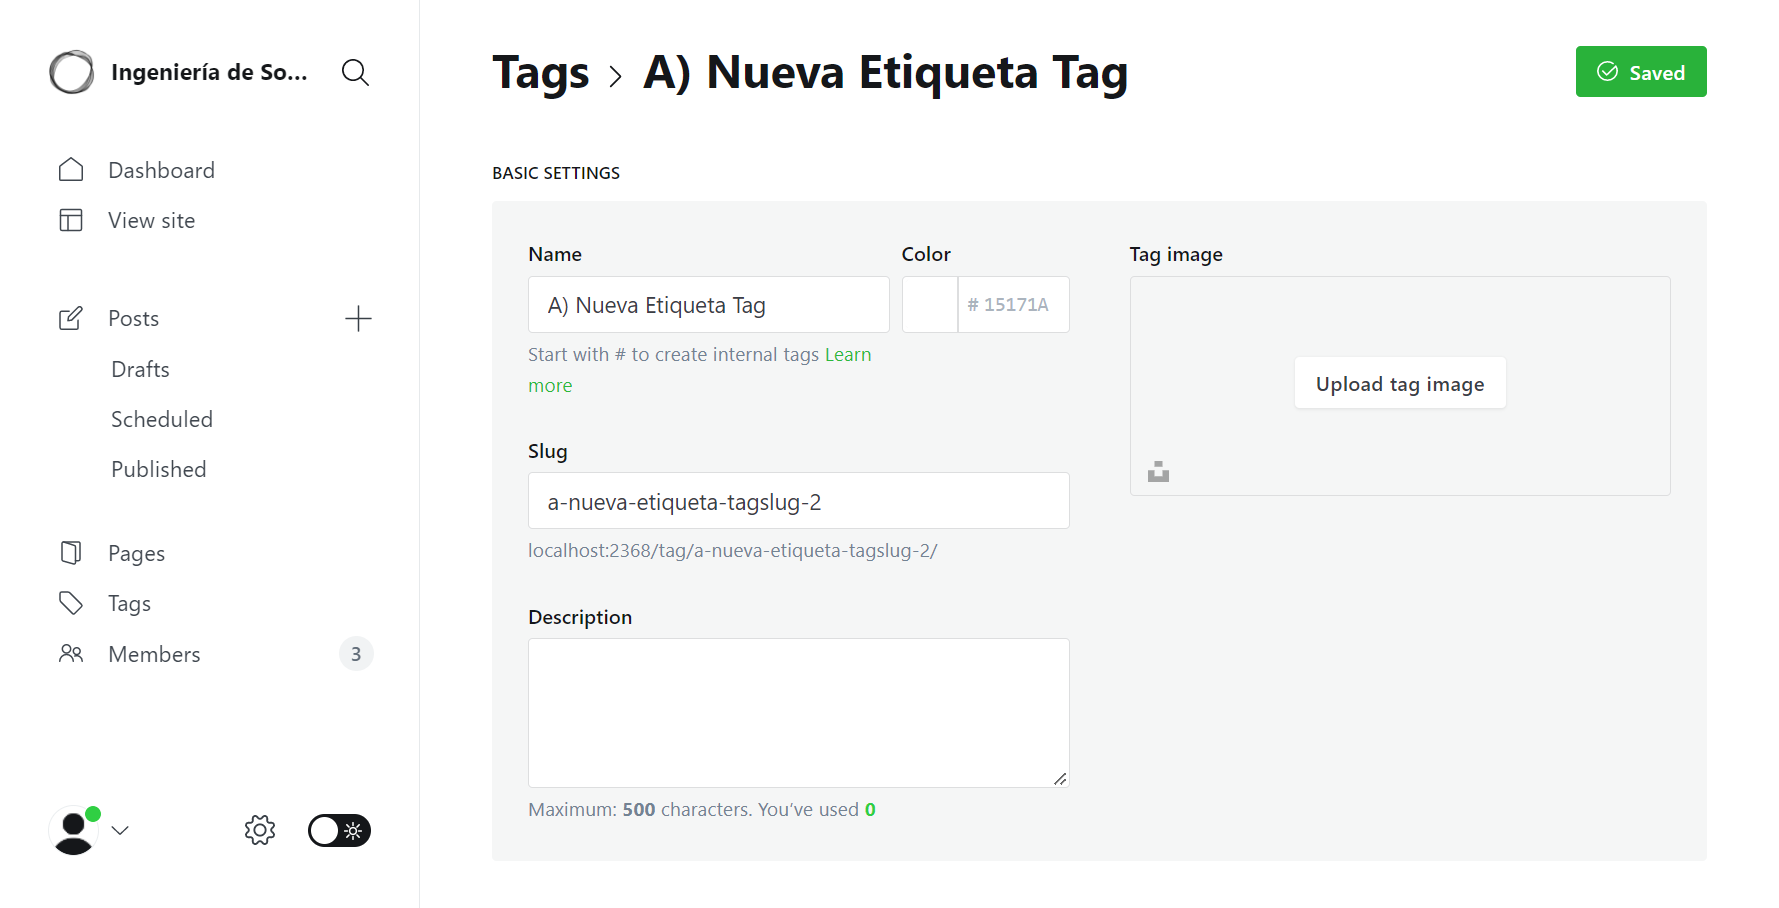 Ingeniería de So...
Dashboard
View site
Posts
Drafts
Scheduled
Published
Pages
Tags
Members
3
Tags > A) Nueva Etiqueta Tag
Saved
BASIC SETTINGS
Name
A) Nueva Etiqueta Tag
Start with # to create internal tags Learn
more
Color
# 15171A
Slug
a-nueva-etiqueta-tagslug-2
localhost:2368/tag/a-nueva-etiqueta-tagslug-2/
Description
Maximum: 500 characters. You’ve used 0
Tag image
Upload tag image